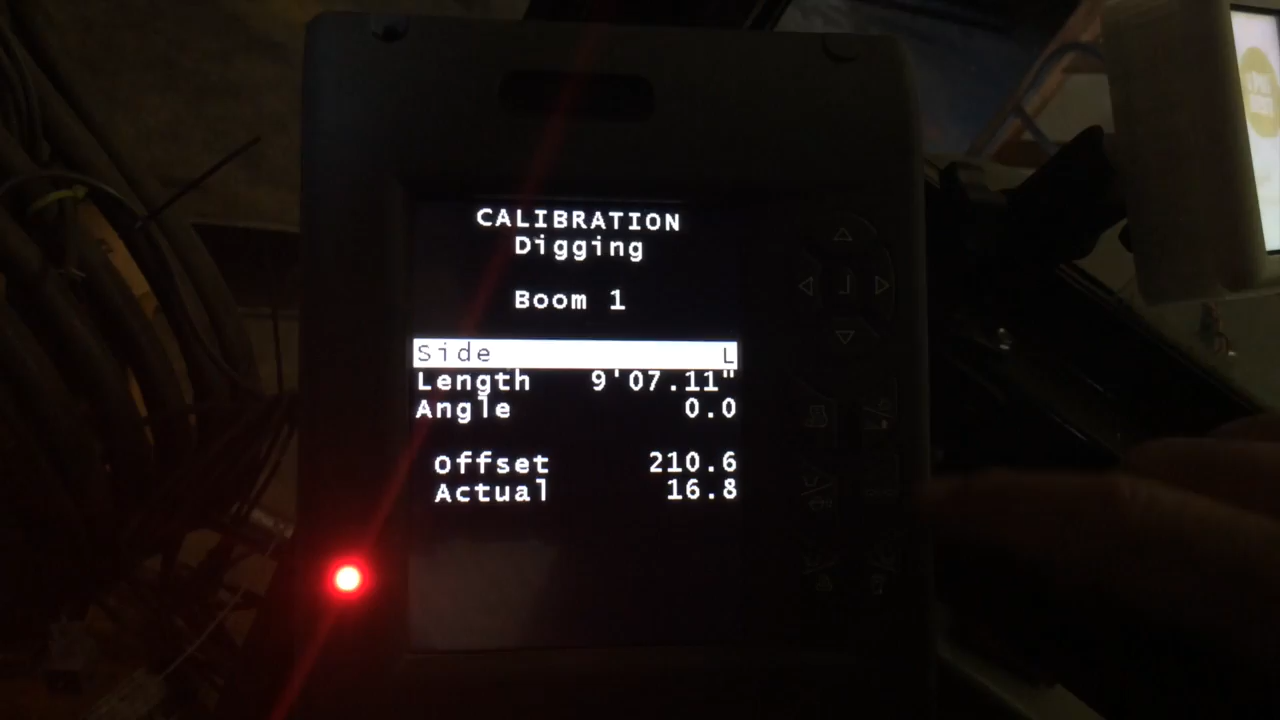 CALIBRATION
Digging
Boom 1
Side L
Length 9'07.11"
Angle 0.0
Offset 210.6
Actual 16.8